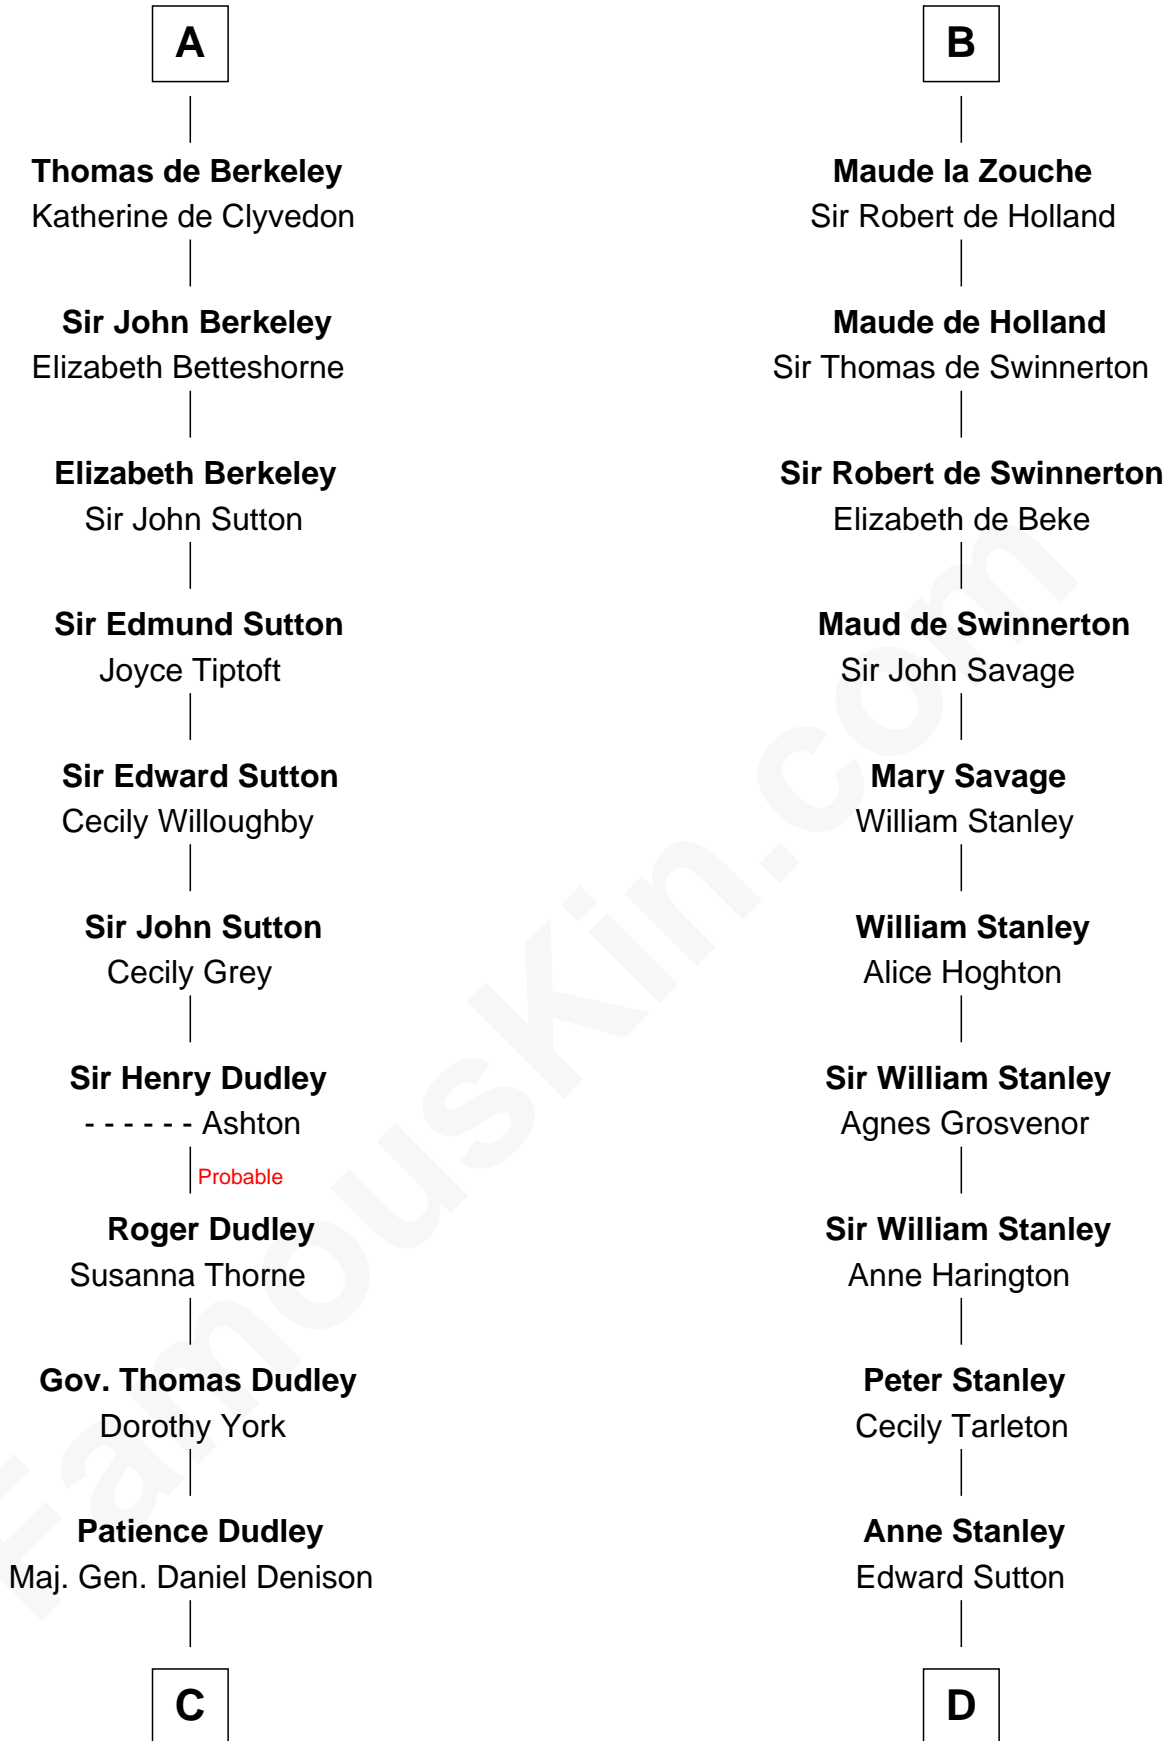 A
Thomas de Berkeley
Katherine de Clyvedon
Sir John Berkeley
Elizabeth Betteshorne
Elizabeth Berkeley
Sir John Sutton
Sir Edmund Sutton
Joyce Tiptoft
Sir Edward Sutton
Cecily Willoughby
Sir John Sutton
Cecily Grey
Sir Henry Dudley
- - - - - - Ashton
Probable
Roger Dudley
Susanna Thorne
Gov. Thomas Dudley
Dorothy York
Patience Dudley
Maj. Gen. Daniel Denison
C
B
Maude la Zouche
Sir Robert de Holland
Maude de Holland
Sir Thomas de Swinnerton
Sir Robert de Swinnerton
Elizabeth de Beke
Maud de Swinnerton
Sir John Savage
Mary Savage
William Stanley
William Stanley
Alice Hoghton
Sir William Stanley
Agnes Grosvenor
Sir William Stanley
Anne Harington
Peter Stanley
Cecily Tarleton
Anne Stanley
Edward Sutton
D
FamousKin.com